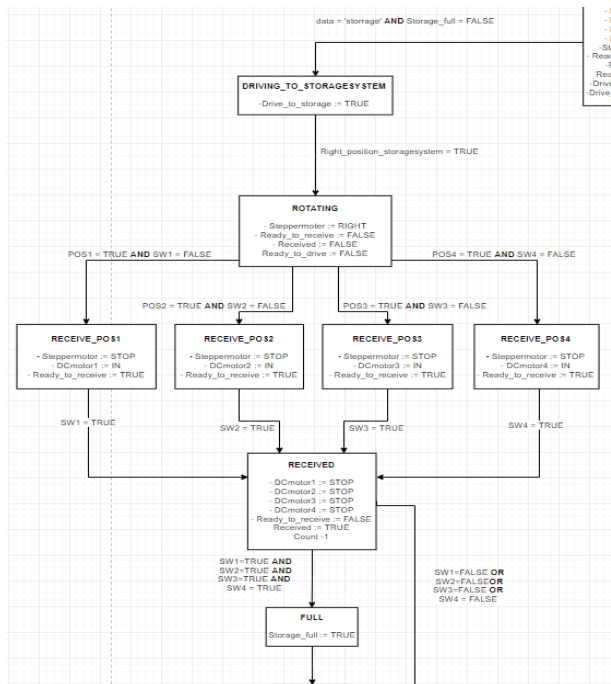 data = 'storrage' AND Storage_full = FALSE
DRIVING_TO_STORAGESYSTEM
-Drive_to_storage := TRUE
Right_position_storagesystem = TRUE
ROTATING
- Steppermoter := RIGHT
- Ready_to_receive := FALSE
- Received := FALSE
Ready_to_drive := FALSE
POS1 = TRUE AND SW1 = FALSE
POS4 = TRUE AND SW4 = FALSE
POS2 = TRUE AND SW2 = FALSE
POS3 = TRUE AND SW3 = FALSE
RECEIVE_POS1
- Steppermotor := STOP
- DCmotor1 := IN
- Ready_to_receive := TRUE
RECEIVE_POS2
- Steppermotor := STOP
- DCmotor2 := IN
- Ready_to_receive := TRUE
RECEIVE_POS3
- Steppermotor := STOP
- DCmotor3 := IN
- Ready_to_receive := TRUE
RECEIVE_POS4
- Steppermotor := STOP
- DCmotor4 := IN
- Ready_to_receive := TRUE
SW1 = TRUE
SW2 = TRUE
SW3 = TRUE
SW4 = TRUE
RECEIVED
- DCmotor1 := STOP
- DCmotor2 := STOP
- DCmotor3 := STOP
- DCmotor4 := STOP
- Ready_to_receive := FALSE
Received := TRUE
Count -1
SW1=TRUE AND
SW2=TRUE AND
SW3=TRUE AND
SW4 = TRUE
SW1=FALSE OR
SW2=FALSEOR
SW3=FALSE OR
SW4 = FALSE
FULL
Storage_full := TRUE